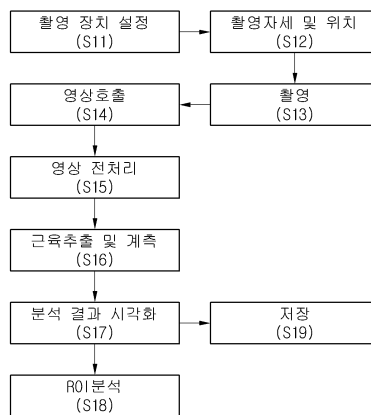 촬영 장치 설정
(S11)
촬영자세 및 위치
(S12)
영상호출
(S14)
촬영
(S13)
영상 전처리
(S15)
근육추출 및 계측
(S16)
분석 결과 시각화
(S17)
저장
(S19)
ROI분석
(S18)